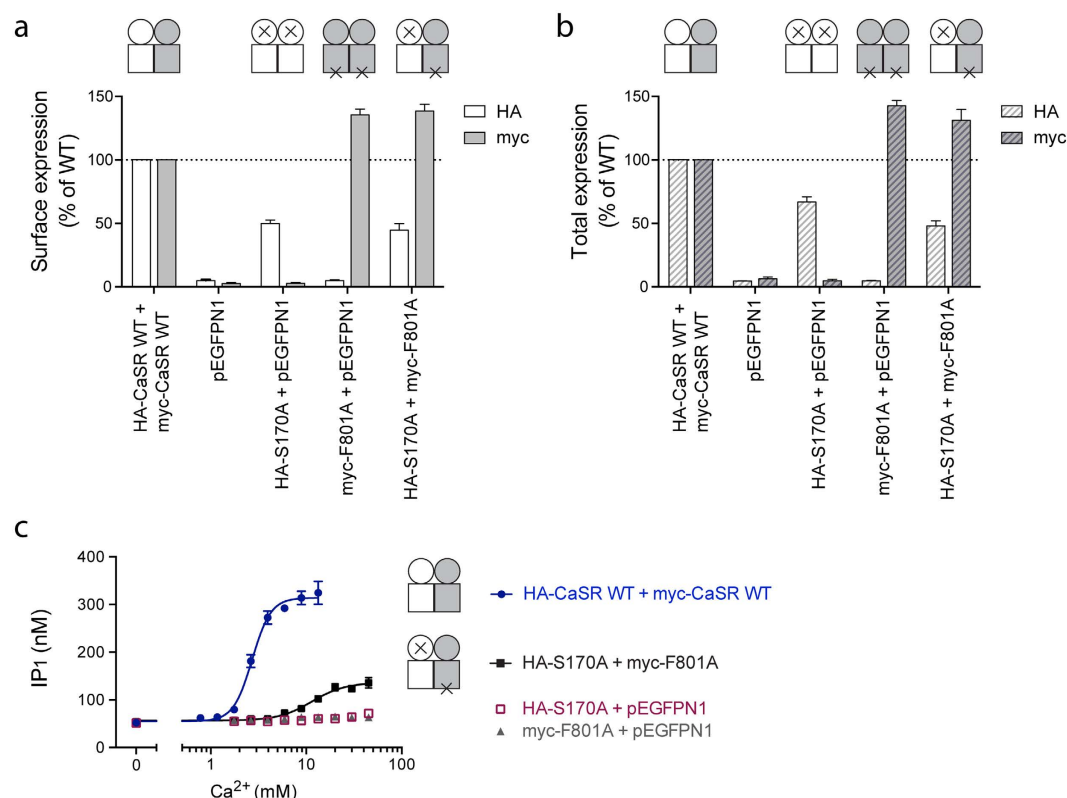 a
Surface expression
(% of WT)
150
100
50
0
HA
myc
HA-CaSR WT +
myc-CaSR WT
pEGFPN1
HA-S170A + pEGFPN1
myc-F801A + pEGFPN1
HA-S170A + myc-F801A
b
Total expression
(% of WT)
150
100
50
0
HA
myc
HA-CaSR WT +
myc-CaSR WT
pEGFPN1
HA-S170A + pEGFPN1
myc-F801A + pEGFPN1
HA-S170A + myc-F801A
c
IP1 (nM)
400
300
200
100
0
0
1
10
100
Ca2+ (mM)
HA-CaSR WT + myc-CaSR WT
HA-S170A + myc-F801A
HA-S170A + pEGFPN1
myc-F801A + pEGFPN1